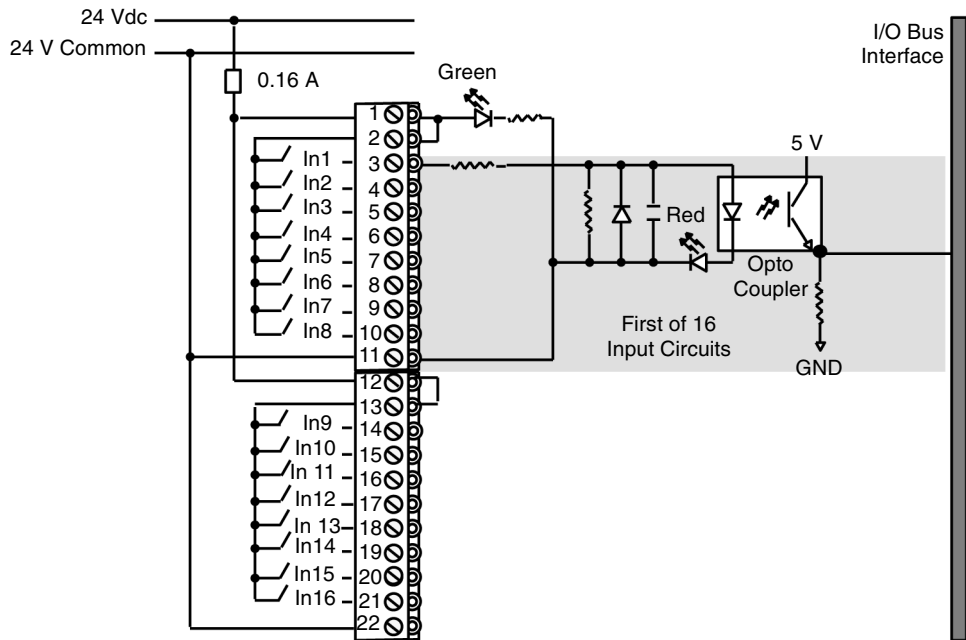 24 Vdc
24 V Common
0.16 A
Green
I/O Bus
Interface
5 V
1
2
In1 3
In2 4
In3 5
In4 6
In5 7
In6 8
In7 9
In8 10
11
Red
Opto
Coupler
First of 16
Input Circuits
GND
12
13
In9 14
In10 15
In 11 16
In12 17
In 13 18
In14 19
In15 20
In16 21
22